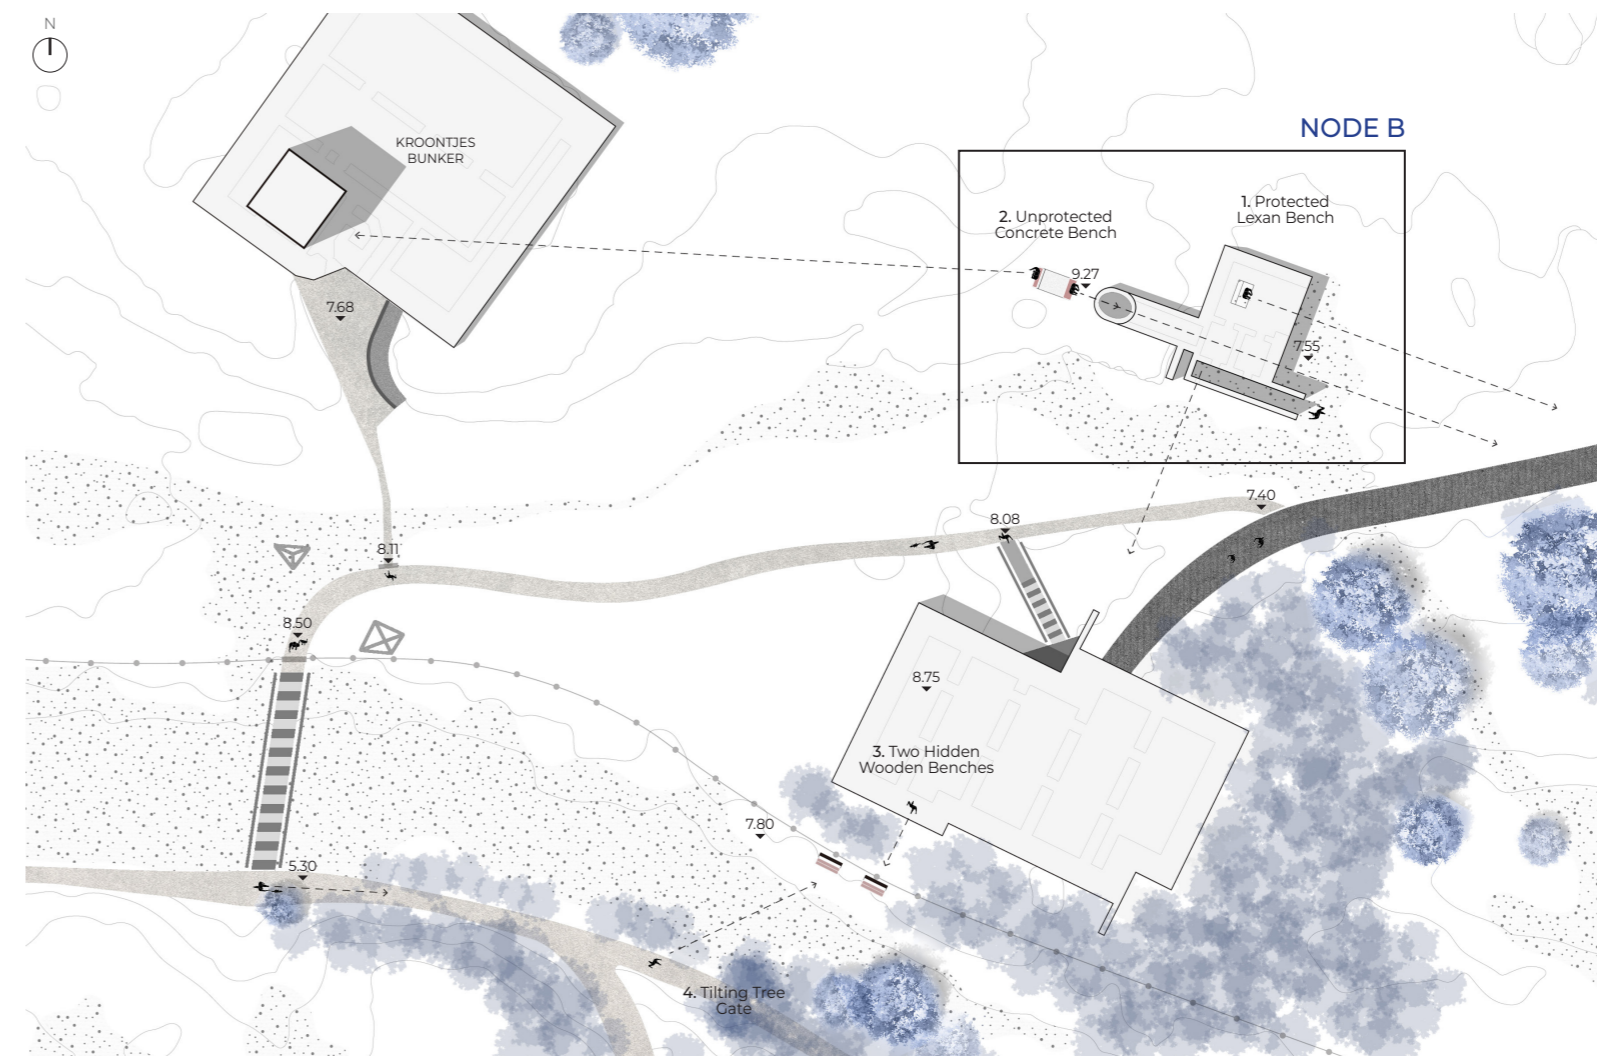 N
KROONTJES
BUNKER
NODE B
1. Protected
Lexan Bench
2. Unprotected
Concrete Bench
9.27
7.68
7.55
7.40
8.08
8.11
8.50
8.75
3. Two Hidden
Wooden Benches
7.80
5.30
4. Tilting Tree
Gate